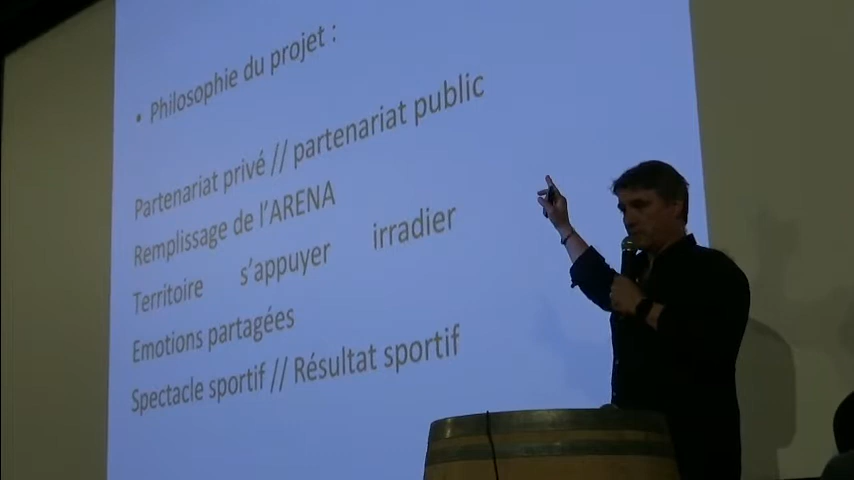 • Philosophie du projet :
Partenariat privé // partenariat public
Remplissage de l'ARENA
Territoire s'appuyer irradier
Emotions partagées
Spectacle sportif // Résultat sportif